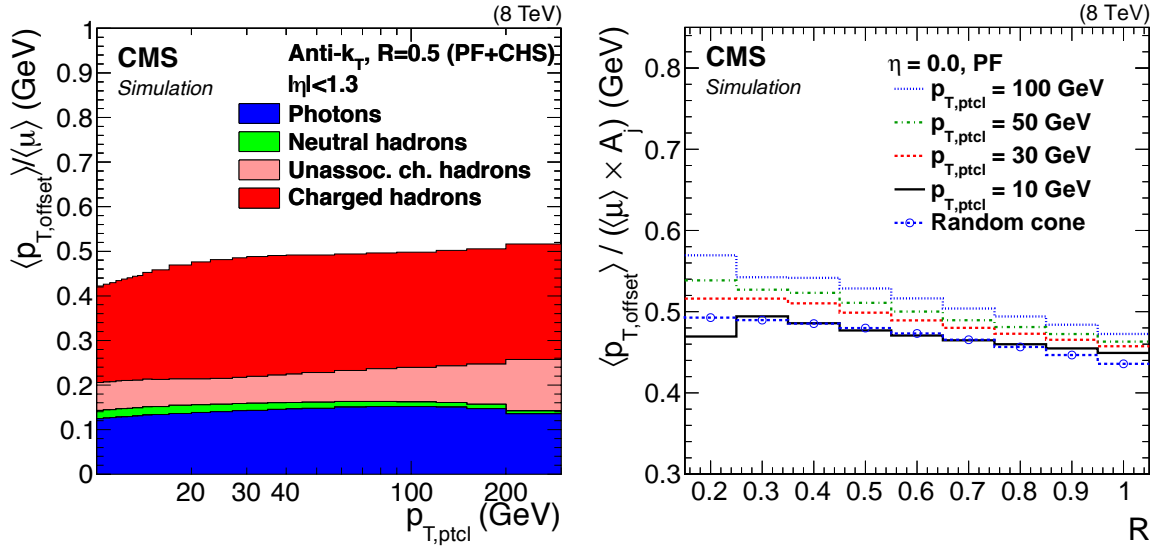 (8 TeV)
CMS
Simulation
Anti-k_T, R=0.5 (PF+CHS)
|η|<1.3
Photons
Neutral hadrons
Unassoc. ch. hadrons
Charged hadrons
⟨p_T,offset⟩/⟨μ⟩ (GeV)
1
0.9
0.8
0.7
0.6
0.5
0.4
0.3
0.2
0.1
0
20 30 40 100 200
p_T,ptcl (GeV)
(8 TeV)
CMS
Simulation
η = 0.0, PF
p_T,ptcl = 100 GeV
p_T,ptcl = 50 GeV
p_T,ptcl = 30 GeV
p_T,ptcl = 10 GeV
Random cone
⟨p_T,offset⟩ / (⟨μ⟩ × A_j) (GeV)
0.8
0.7
0.6
0.5
0.4
0.3
0.2 0.3 0.4 0.5 0.6 0.7 0.8 0.9 1
R